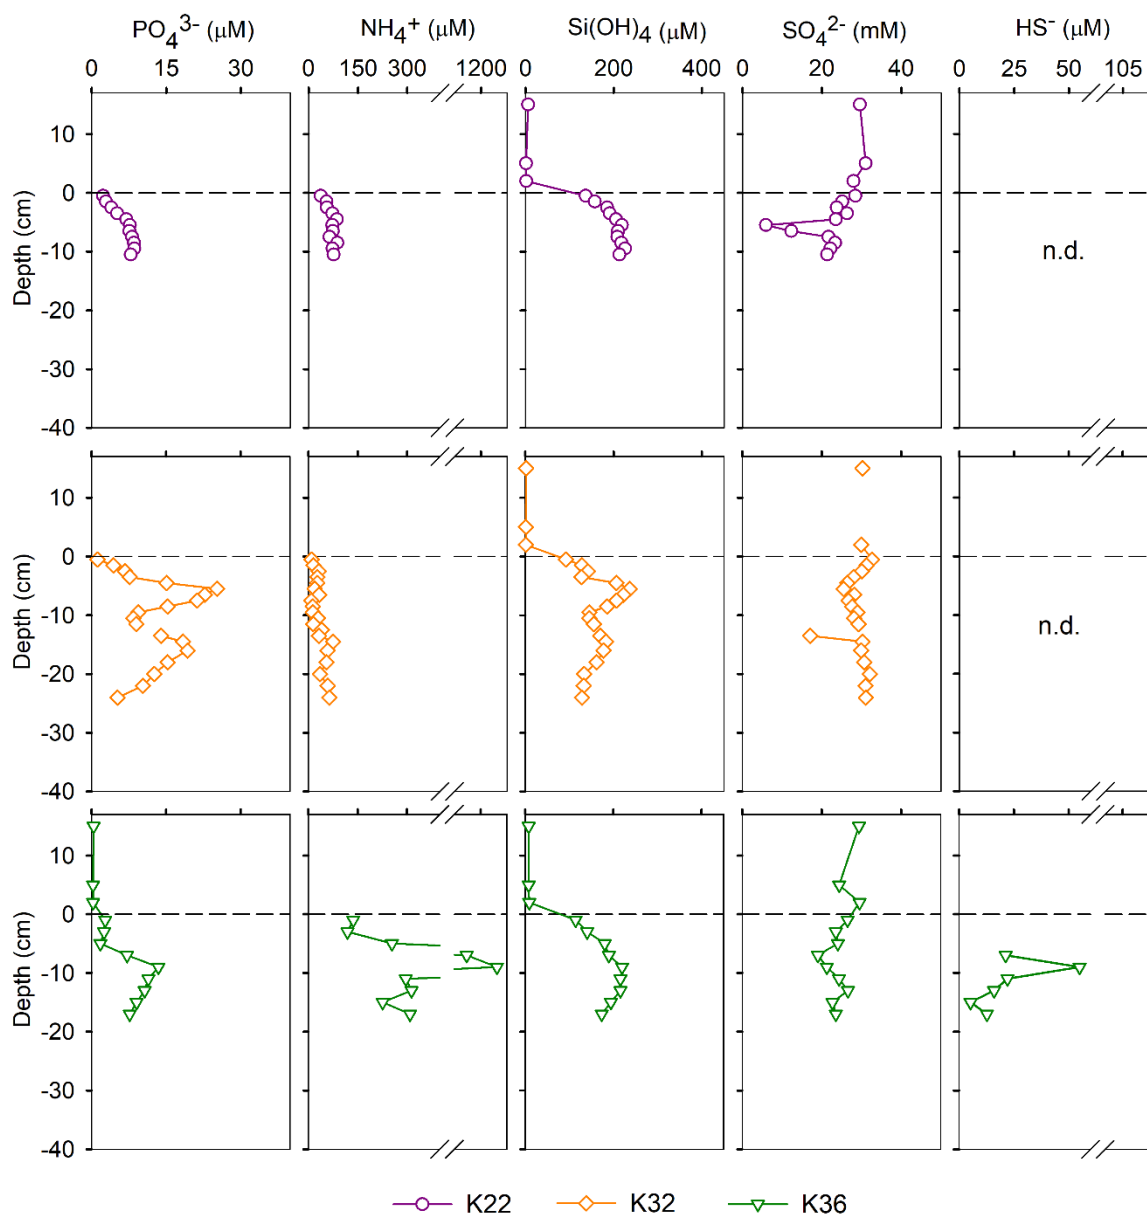 PO₄³⁻ (μM) NH₄⁺ (μM) Si(OH)₄ (μM) SO₄²⁻ (mM) HS⁻ (μM)
0 15 30 0 150 300 1200 0 200 400 0 20 40 0 25 50 105
10
0
-10
-20
-30
-40
Depth (cm)
n.d.
10
0
-10
-20
-30
-40
Depth (cm)
n.d.
10
0
-10
-20
-30
-40
Depth (cm)
K22 K32 K36